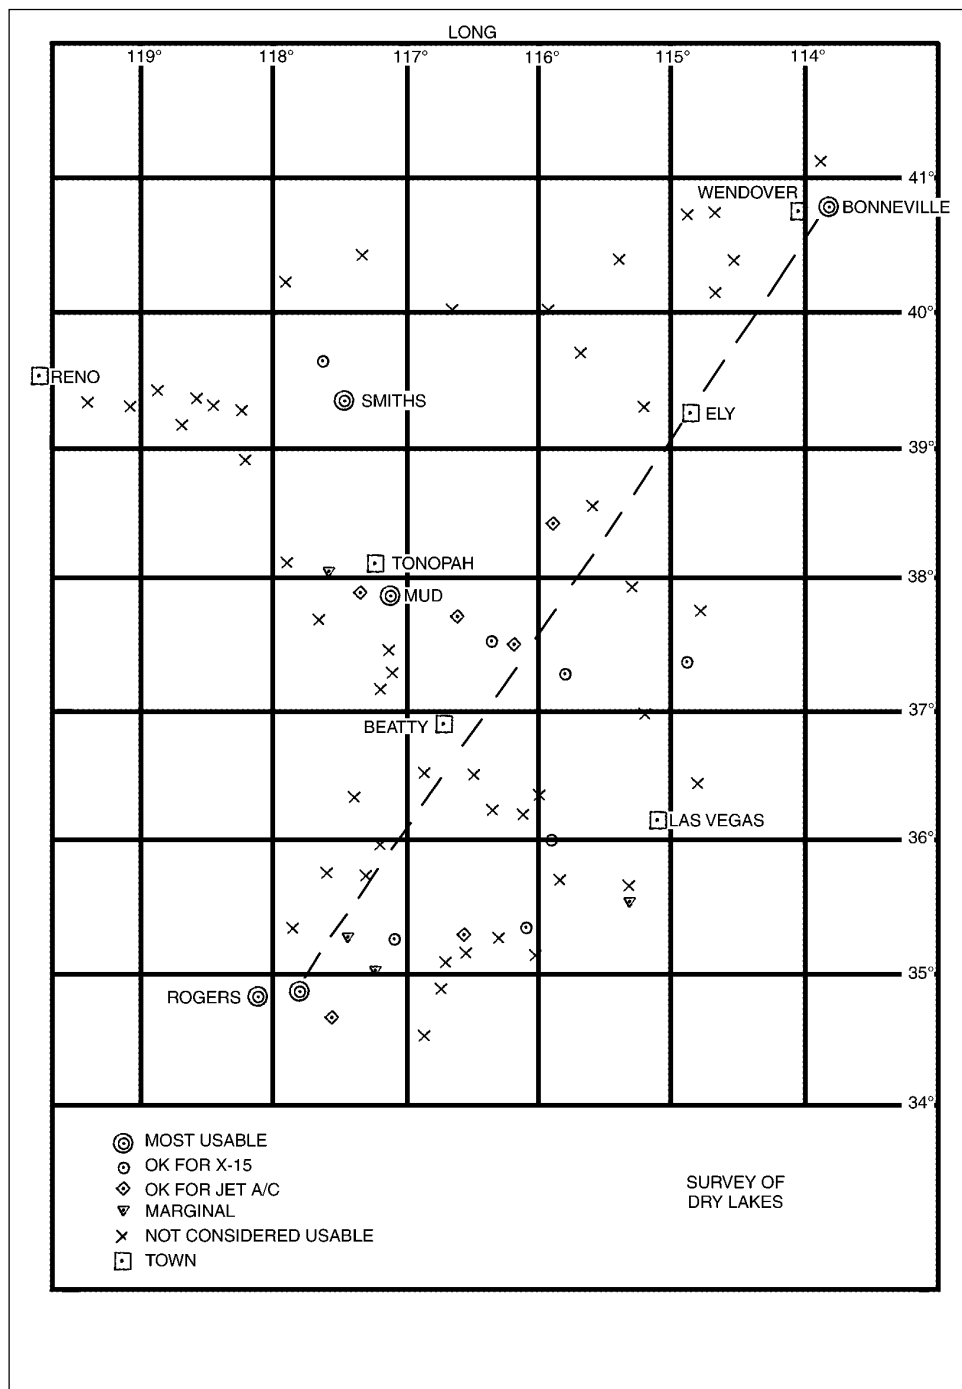 LONG
119° 118° 117° 116° 115° 114°
41°
WENDOVER
BONNEVILLE
40°
RENO
SMITHS
ELY
39°
TONOPAH
38°
MUD
37°
BEATTY
LAS VEGAS
36°
35°
ROGERS
34°
MOST USABLE
OK FOR X-15
OK FOR JET A/C
MARGINAL
NOT CONSIDERED USABLE
TOWN
SURVEY OF
DRY LAKES